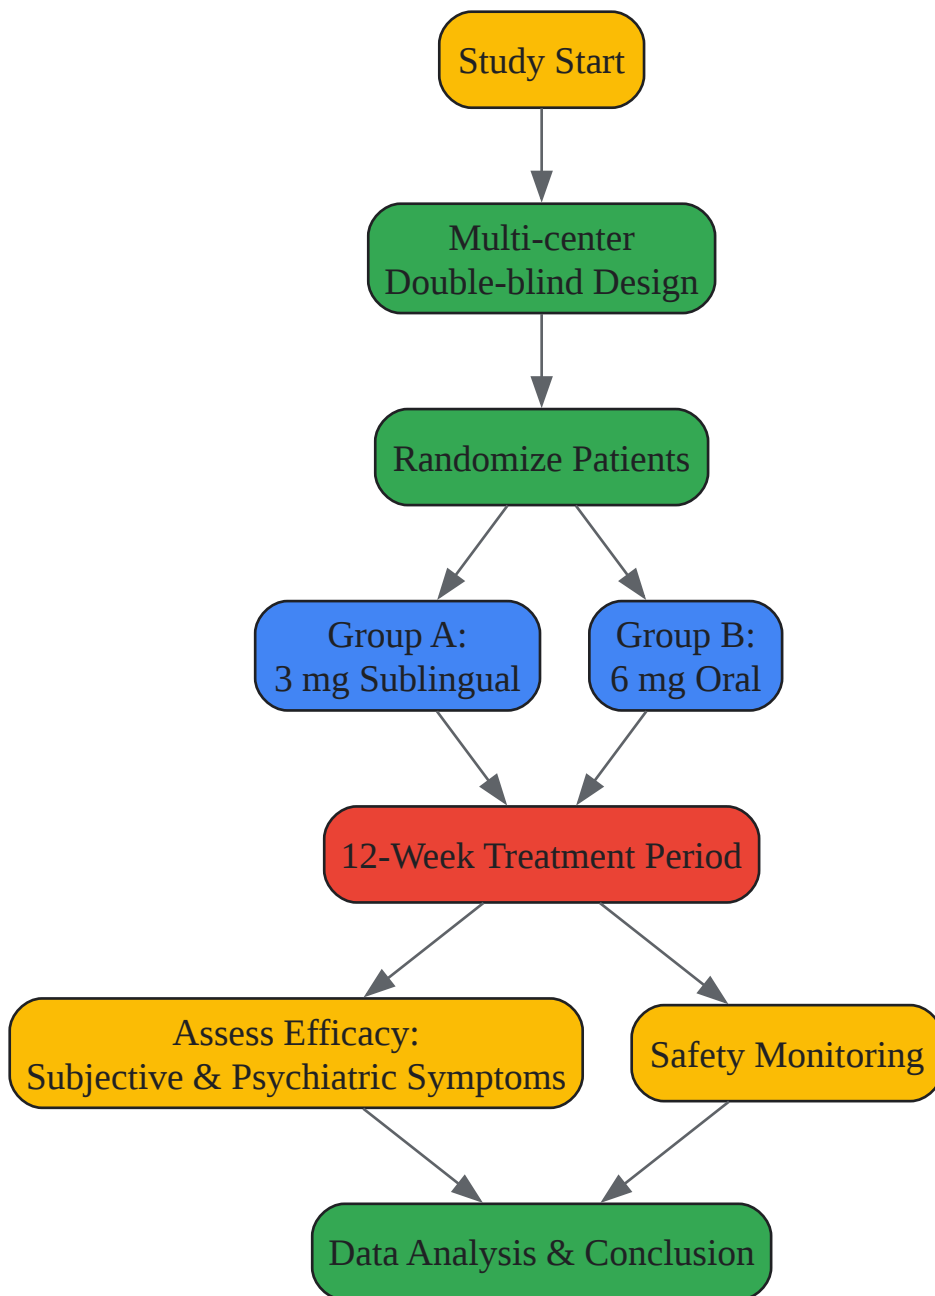 Study Start
Multi-center
Double-blind Design
Randomize Patients
Group A:
3 mg Sublingual
Group B:
6 mg Oral
12-Week Treatment Period
Assess Efficacy:
Subjective & Psychiatric Symptoms
Safety Monitoring
Data Analysis & Conclusion